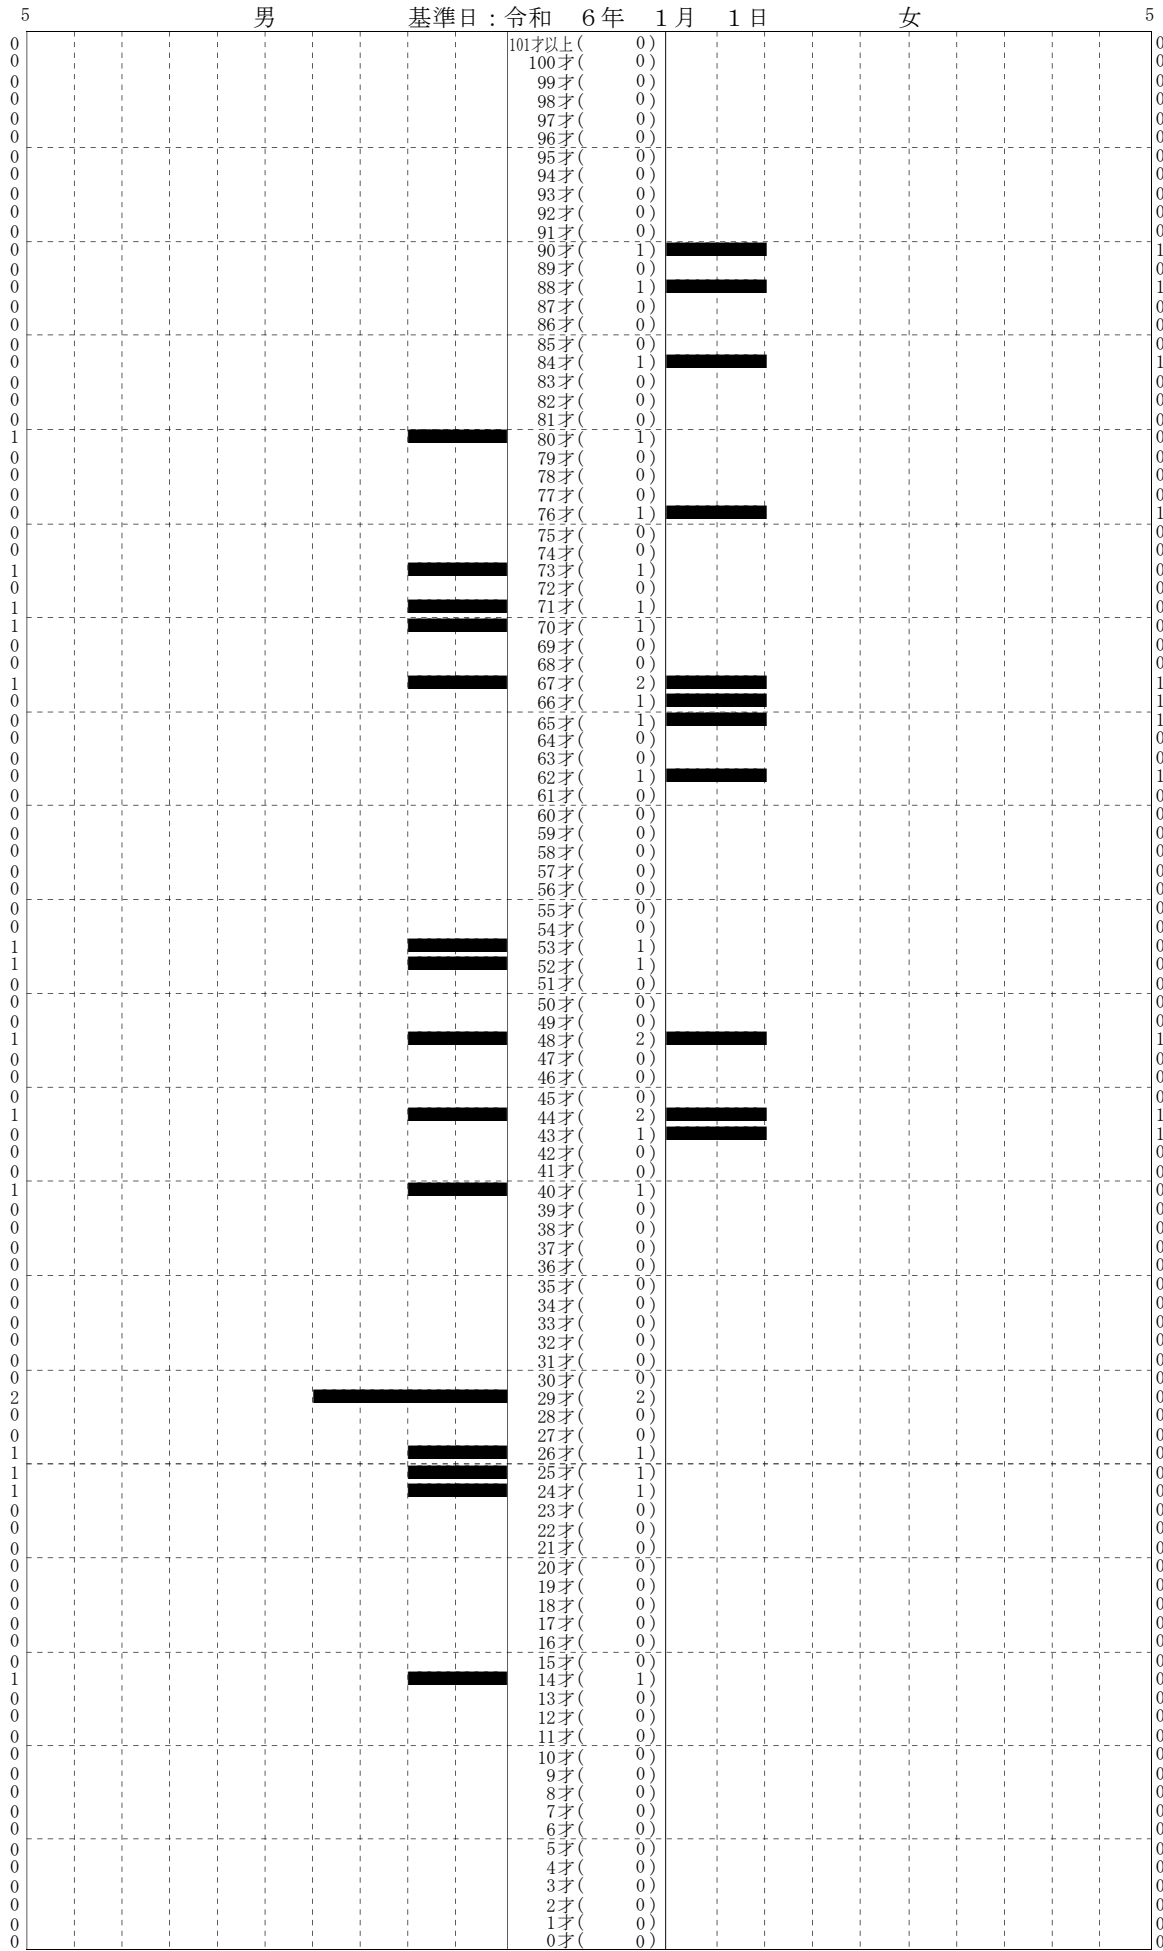 5 男 基準日：令和　６年　１月　１日 女 5
0 101才以上( 0) 0
0 100才( 0) 0
0 99才( 0) 0
0 98才( 0) 0
0 97才( 0) 0
0 96才( 0) 0
0 95才( 0) 0
0 94才( 0) 0
0 93才( 0) 0
0 92才( 0) 0
0 91才( 0) 0
0 90才( 1) 1
0 89才( 0) 0
0 88才( 1) 1
0 87才( 0) 0
0 86才( 0) 0
0 85才( 0) 0
0 84才( 1) 1
0 83才( 0) 0
0 82才( 0) 0
0 81才( 0) 0
1 80才( 1) 0
0 79才( 0) 0
0 78才( 0) 0
0 77才( 0) 0
0 76才( 1) 1
0 75才( 0) 0
0 74才( 0) 0
1 73才( 1) 0
0 72才( 0) 0
1 71才( 1) 0
1 70才( 1) 0
0 69才( 0) 0
0 68才( 0) 0
1 67才( 2) 1
0 66才( 1) 1
0 65才( 1) 1
0 64才( 0) 0
0 63才( 0) 0
0 62才( 1) 1
0 61才( 0) 0
0 60才( 0) 0
0 59才( 0) 0
0 58才( 0) 0
0 57才( 0) 0
0 56才( 0) 0
0 55才( 0) 0
0 54才( 0) 0
1 53才( 1) 0
1 52才( 1) 0
0 51才( 0) 0
0 50才( 0) 0
0 49才( 0) 0
1 48才( 2) 1
0 47才( 0) 0
0 46才( 0) 0
0 45才( 0) 0
1 44才( 2) 1
0 43才( 1) 1
0 42才( 0) 0
0 41才( 0) 0
1 40才( 1) 0
0 39才( 0) 0
0 38才( 0) 0
0 37才( 0) 0
0 36才( 0) 0
0 35才( 0) 0
0 34才( 0) 0
0 33才( 0) 0
0 32才( 0) 0
0 31才( 0) 0
0 30才( 0) 0
2 29才( 2) 0
0 28才( 0) 0
0 27才( 0) 0
1 26才( 1) 0
1 25才( 1) 0
1 24才( 1) 0
0 23才( 0) 0
0 22才( 0) 0
0 21才( 0) 0
0 20才( 0) 0
0 19才( 0) 0
0 18才( 0) 0
0 17才( 0) 0
0 16才( 0) 0
0 15才( 0) 0
1 14才( 1) 0
0 13才( 0) 0
0 12才( 0) 0
0 11才( 0) 0
0 10才( 0) 0
0 9才( 0) 0
0 8才( 0) 0
0 7才( 0) 0
0 6才( 0) 0
0 5才( 0) 0
0 4才( 0) 0
0 3才( 0) 0
0 2才( 0) 0
0 1才( 0) 0
0 0才( 0) 0